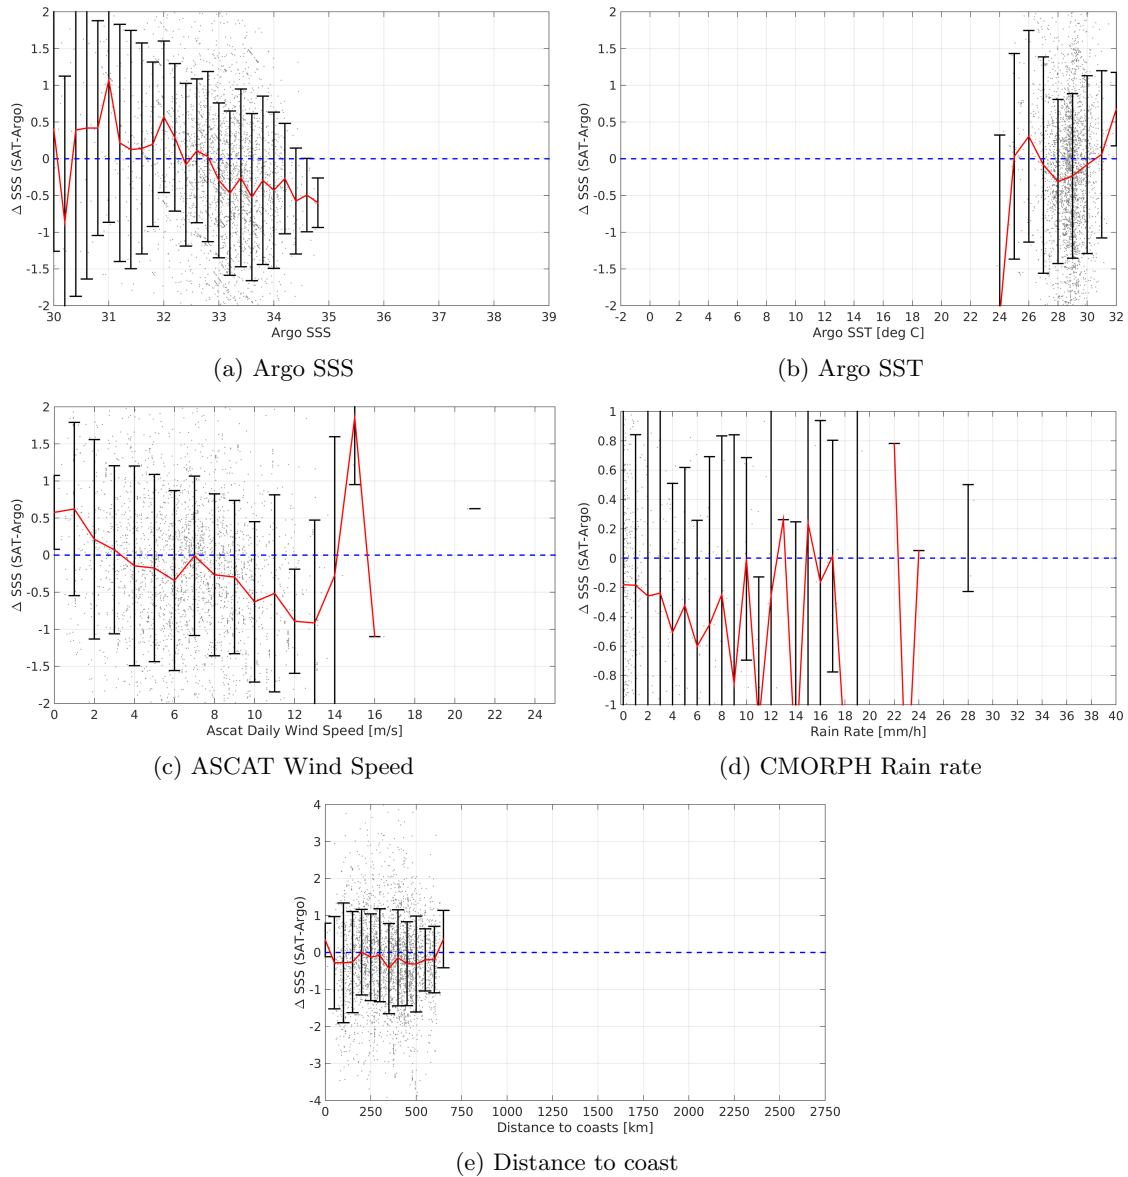 2
1.5
1
0.5
0
-0.5
-1
-1.5
-2
Δ SSS (SAT-Argo)
30 31 32 33 34 35 36 37 38 39
Argo SSS
(a) Argo SSS
2
1.5
1
0.5
0
-0.5
-1
-1.5
-2
Δ SSS (SAT-Argo)
-2 0 2 4 6 8 10 12 14 16 18 20 22 24 26 28 30 32
Argo SST [deg C]
(b) Argo SST
2
1.5
1
0.5
0
-0.5
-1
-1.5
-2
Δ SSS (SAT-Argo)
0 2 4 6 8 10 12 14 16 18 20 22 24
Ascat Daily Wind Speed [m/s]
(c) ASCAT Wind Speed
1
0.8
0.6
0.4
0.2
0
-0.2
-0.4
-0.6
-0.8
-1
Δ SSS (SAT-Argo)
0 2 4 6 8 10 12 14 16 18 20 22 24 26 28 30 32 34 36 38 40
Rain Rate [mm/h]
(d) CMORPH Rain rate
4
3
2
1
0
-1
-2
-3
-4
Δ SSS (SAT-Argo)
0 250 500 750 1000 1250 1500 1750 2000 2250 2500 2750
Distance to coasts [km]
(e) Distance to coast